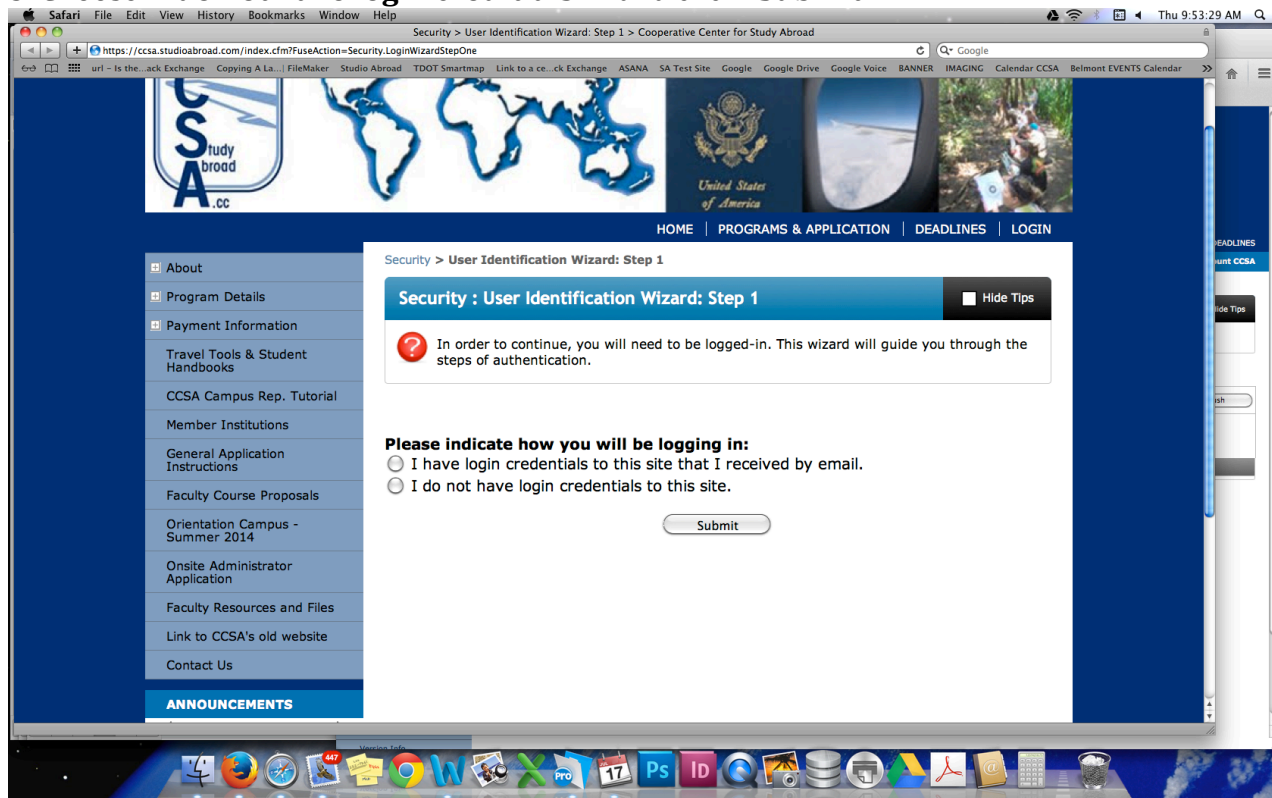 Safari File Edit View History Bookmarks Window Help
Thu 9:53:29 AM
Security > User Identification Wizard: Step 1 > Cooperative Center for Study Abroad
https://ccsa.studioabroad.com/index.cfm?FuseAction=Security.LoginWizardStepOne
Google
url – Is the...ack Exchange Copying A La...| FileMaker Studio Abroad TDOT Smartmap Link to a ce...ck Exchange ASANA SA Test Site Google Google Drive Google Voice BANNER IMAGING Calendar CCSA Belmont EVENTS Calendar
C
Study
Abroad
.cc
United States
of America
HOME | PROGRAMS & APPLICATION | DEADLINES | LOGIN
About
Program Details
Payment Information
Travel Tools & Student
Handbooks
CCSA Campus Rep. Tutorial
Member Institutions
General Application
Instructions
Faculty Course Proposals
Orientation Campus -
Summer 2014
Onsite Administrator
Application
Faculty Resources and Files
Link to CCSA's old website
Contact Us
ANNOUNCEMENTS
Security > User Identification Wizard: Step 1
Security : User Identification Wizard: Step 1
Hide Tips
In order to continue, you will need to be logged-in. This wizard will guide you through the
steps of authentication.
Please indicate how you will be logging in:
I have login credentials to this site that I received by email.
I do not have login credentials to this site.
Submit
EADLINES
unt CCSA
ide Tips
sh
Version Info
447
PRO
17
Ps
ID